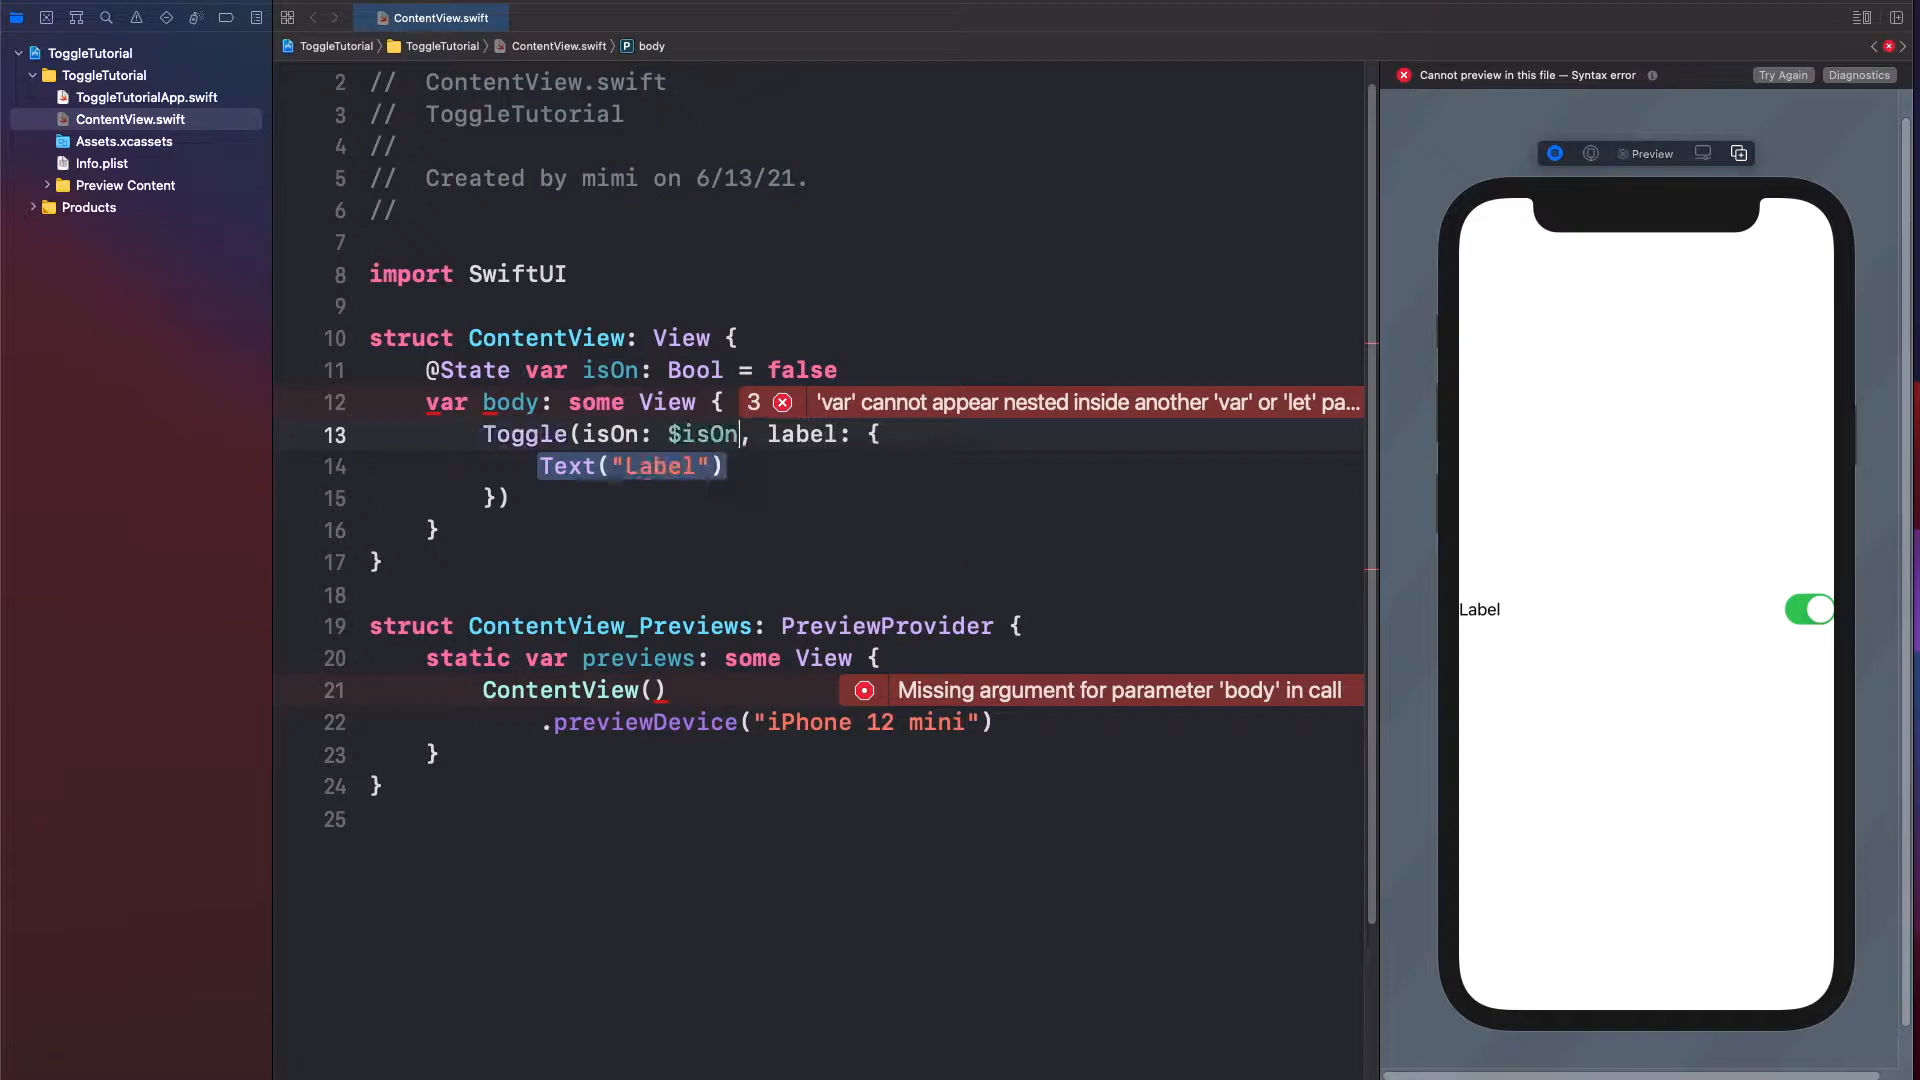 ContentView.swift
ToggleTutorial
ToggleTutorial
ToggleTutorialApp.swift
ContentView.swift
Assets.xcassets
Info.plist
Preview Content
Products
ToggleTutorial 〉 ToggleTutorial 〉 ContentView.swift 〉 P body
2 //  ContentView.swift
3 //  ToggleTutorial
4 //
5 //  Created by mimi on 6/13/21.
6 //
7
8 import SwiftUI
9
10 struct ContentView: View {
11     @State var isOn: Bool = false
12     var body: some View { 3 'var' cannot appear nested inside another 'var' or 'let' pa...
13         Toggle(isOn: $isOn, label: {
14             Text("Label")
15         })
16     }
17 }
18
19 struct ContentView_Previews: PreviewProvider {
20     static var previews: some View {
21         ContentView() Missing argument for parameter 'body' in call
22             .previewDevice("iPhone 12 mini")
23     }
24 }
25
Cannot preview in this file — Syntax error Try Again Diagnostics
Preview
Label